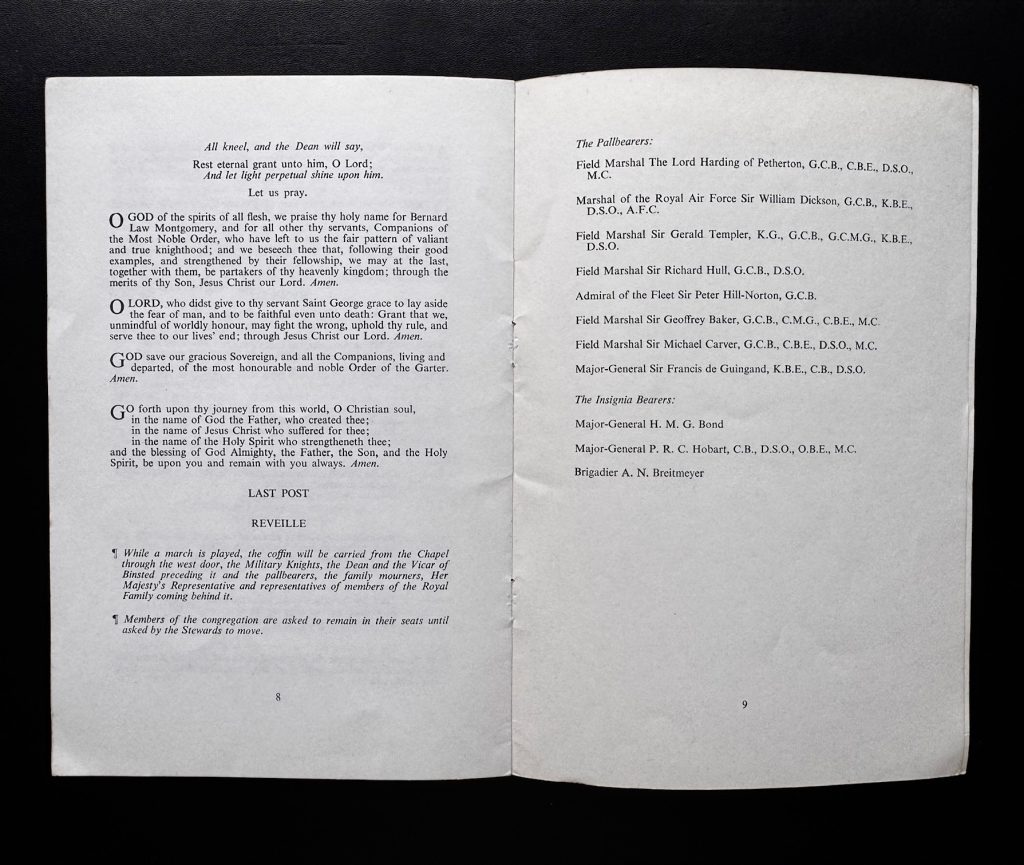 All kneel, and the Dean will say,
Rest eternal grant unto him, O Lord;
And let light perpetual shine upon him.
Let us pray.
O GOD of the spirits of all flesh, we praise thy holy name for Bernard
Law Montgomery, and for all other thy servants, Companions of
the Most Noble Order, who have left to us the fair pattern of valiant
and true knighthood; and we beseech thee that, following their good
examples, and strengthened by their fellowship, we may at the last,
together with them, be partakers of thy heavenly kingdom; through the
merits of thy Son, Jesus Christ our Lord. Amen.
O LORD, who didst give to thy servant Saint George grace to lay aside
the fear of man, and to be faithful even unto death: Grant that we,
unmindful of worldly honour, may fight the wrong, uphold thy rule, and
serve thee to our lives' end; through Jesus Christ our Lord. Amen.
GOD save our gracious Sovereign, and all the Companions, living and
departed, of the most honourable and noble Order of the Garter.
Amen.
GO forth upon thy journey from this world, O Christian soul,
in the name of God the Father, who created thee;
in the name of Jesus Christ who suffered for thee;
in the name of the Holy Spirit who strengtheneth thee;
and the blessing of God Almighty, the Father, the Son, and the Holy
Spirit, be upon you and remain with you always. Amen.
LAST POST
REVEILLE
¶ While a march is played, the coffin will be carried from the Chapel
through the west door, the Military Knights, the Dean and the Vicar of
Binsted preceding it and the pallbearers, the family mourners, Her
Majesty's Representative and representatives of members of the Royal
Family coming behind it.
¶ Members of the congregation are asked to remain in their seats until
asked by the Stewards to move.
8
The Pallbearers:
Field Marshal The Lord Harding of Petherton, G.C.B., C.B.E., D.S.O.,
M.C.
Marshal of the Royal Air Force Sir William Dickson, G.C.B., K.B.E.,
D.S.O., A.F.C.
Field Marshal Sir Gerald Templer, K.G., G.C.B., G.C.M.G., K.B.E.,
D.S.O.
Field Marshal Sir Richard Hull, G.C.B., D.S.O.
Admiral of the Fleet Sir Peter Hill-Norton, G.C.B.
Field Marshal Sir Geoffrey Baker, G.C.B., C.M.G., C.B.E., M.C.
Field Marshal Sir Michael Carver, G.C.B., C.B.E., D.S.O., M.C.
Major-General Sir Francis de Guingand, K.B.E., C.B., D.S.O.
The Insignia Bearers:
Major-General H. M. G. Bond
Major-General P. R. C. Hobart, C.B., D.S.O., O.B.E., M.C.
Brigadier A. N. Breitmeyer
9